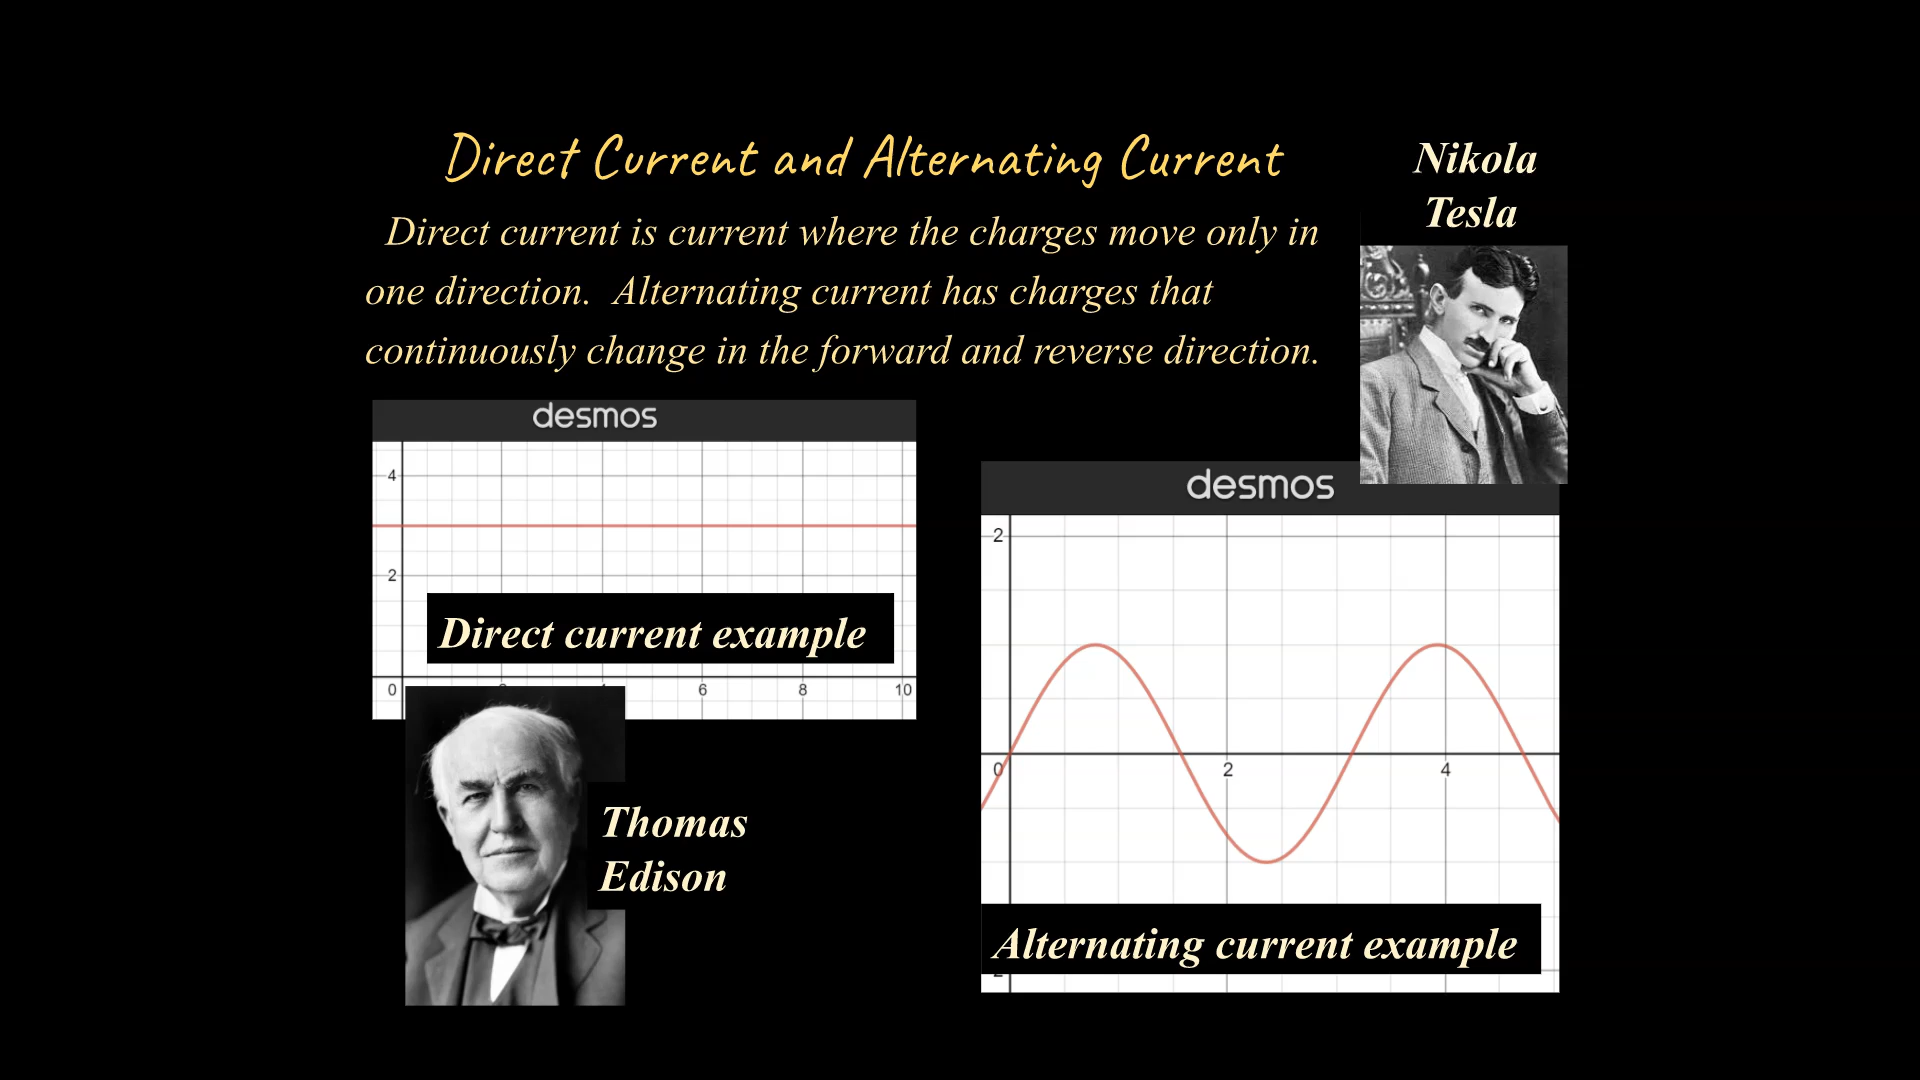 Direct Current and Alternating Current
Direct current is current where the charges move only in
one direction. Alternating current has charges that
continuously change in the forward and reverse direction.
Nikola
Tesla
desmos
4
2
Direct current example
0
6
8
10
Thomas
Edison
desmos
2
0
2
4
Alternating current example